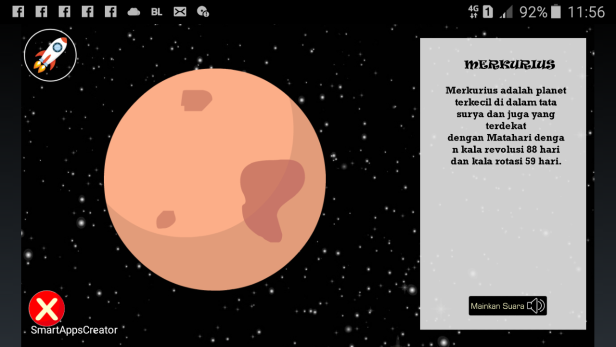 BL
4G
1
92%
11:56
MERKURIUS
Merkurius adalah planet
terkecil di dalam tata
surya dan juga yang
terdekat
dengan Matahari denga
n kala revolusi 88 hari
dan kala rotasi 59 hari.
Mainkan Suara
SmartAppsCreator